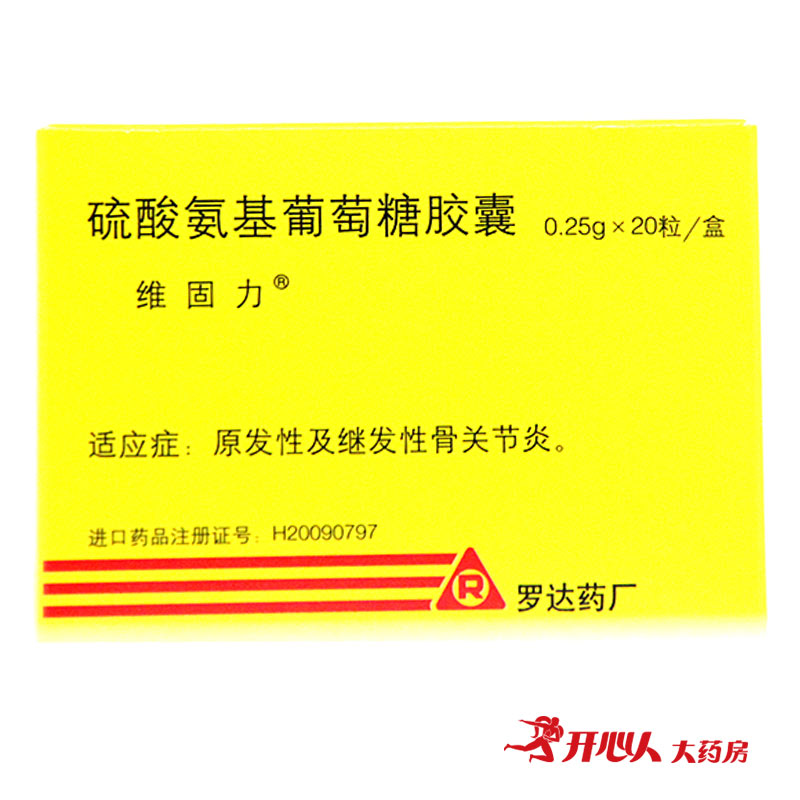 硫酸氨基葡萄糖胶囊 0.25g×20粒/盒
维固力®
适应症：原发性及继发性骨关节炎。
进口药品注册证号：H20090797
R 罗达药厂
开心人 大药房